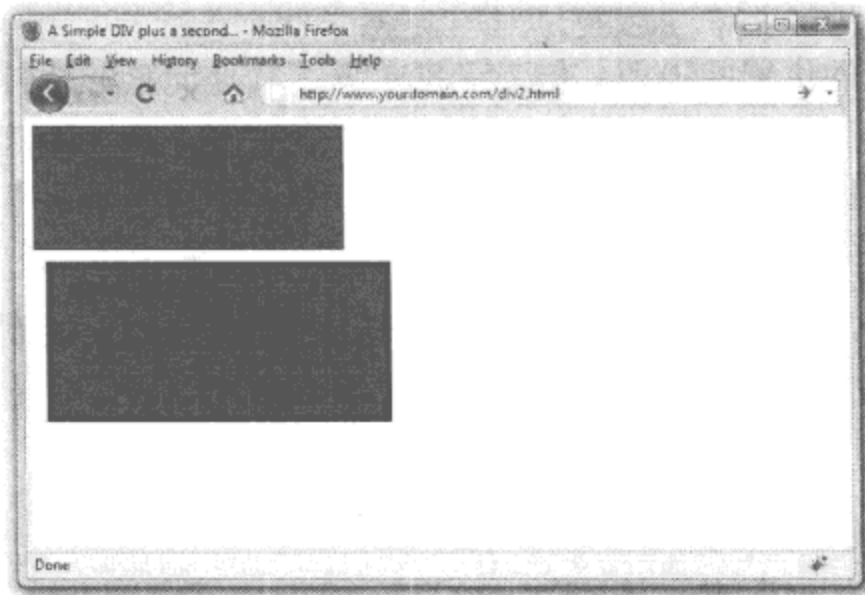 A Simple DIV plus a second... - Mozilla Firefox
File Edit View History Bookmarks Tools Help
http://www.yourdomain.com/div2.html
Done